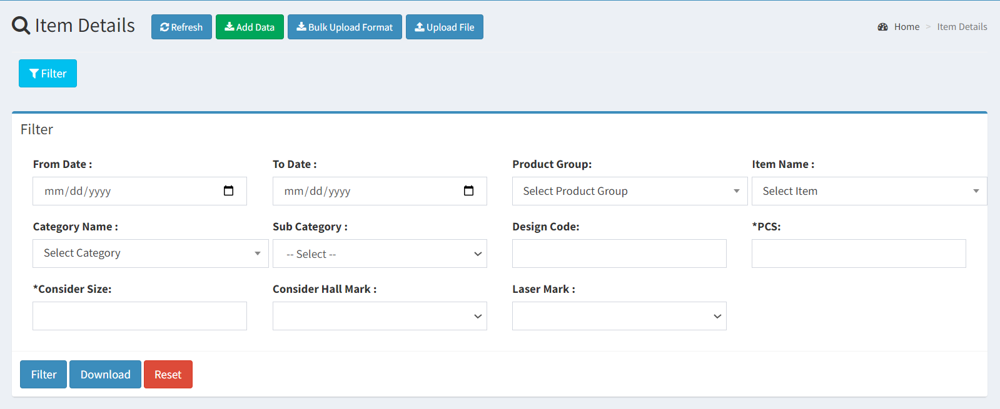 Item Details Refresh Add Data Bulk Upload Format Upload File Home > Item Details
Filter
Filter
From Date : To Date : Product Group: Item Name :
mm/dd/yyyy mm/dd/yyyy Select Product Group Select Item
Category Name : Sub Category : Design Code: *PCS:
Select Category -- Select --
*Consider Size: Consider Hall Mark : Laser Mark :
Filter Download Reset